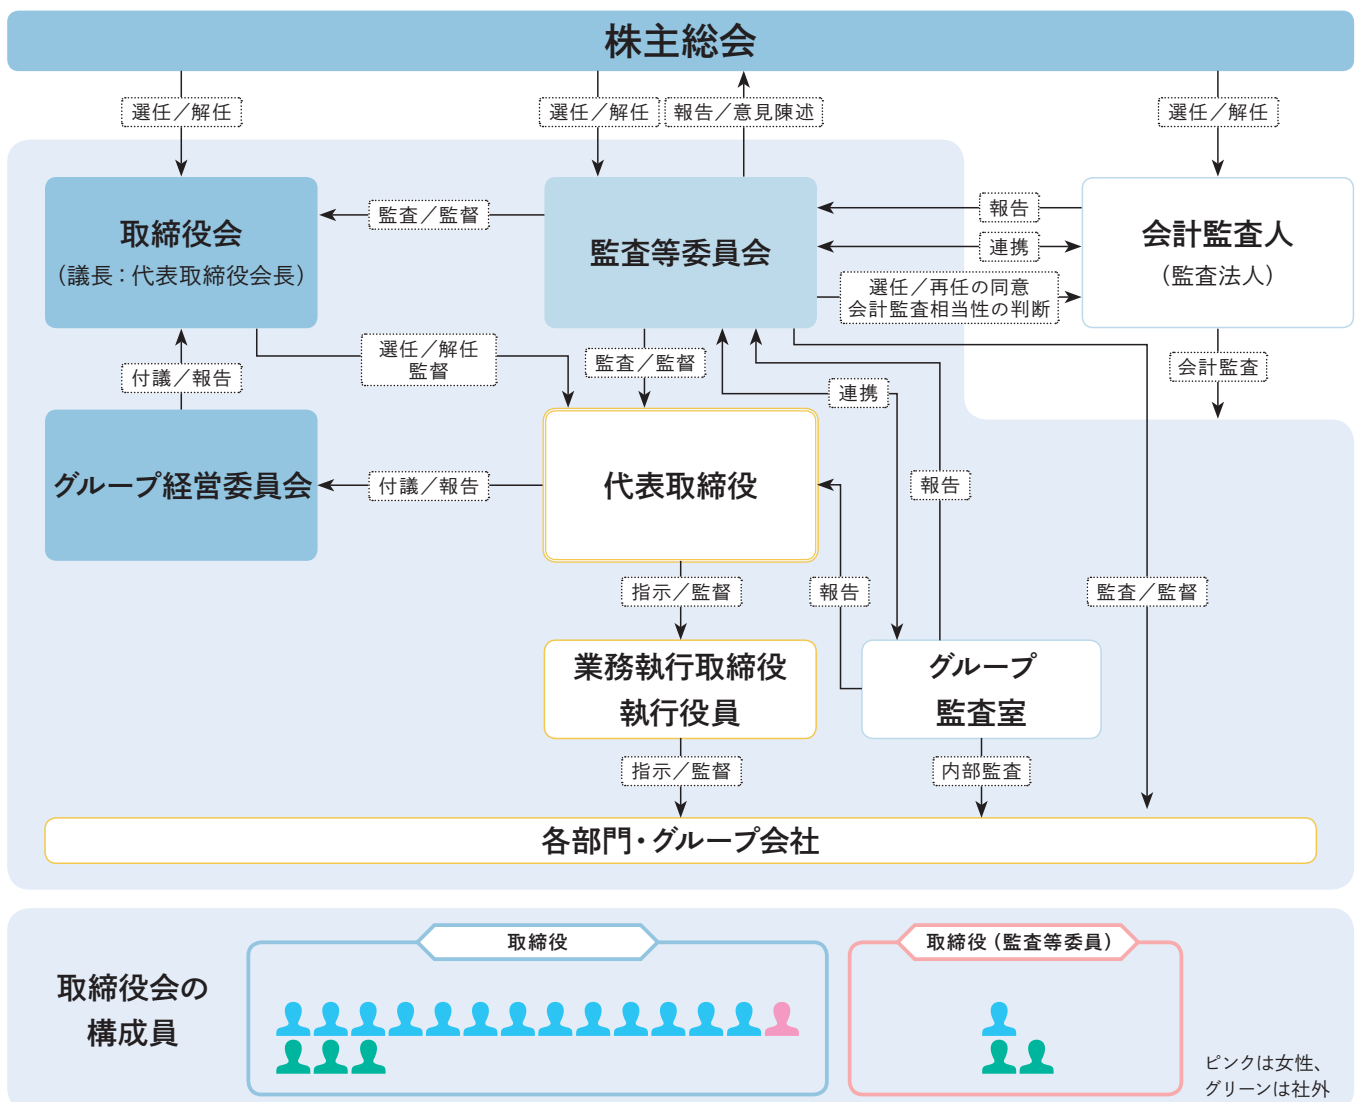 株主総会
選任／解任
選任／解任
報告／意見陳述
選任／解任
取締役会
（議長：代表取締役会長）
監査／監督
監査等委員会
報告
連携
選任／再任の同意
会計監査相当性の判断
会計監査人
（監査法人）
付議／報告
選任／解任
監督
監査／監督
連携
会計監査
グループ経営委員会
付議／報告
代表取締役
報告
指示／監督
報告
監査／監督
業務執行取締役
執行役員
グループ
監査室
指示／監督
内部監査
各部門・グループ会社
取締役会の
構成員
取締役
取締役（監査等委員）
ピンクは女性、
グリーンは社外